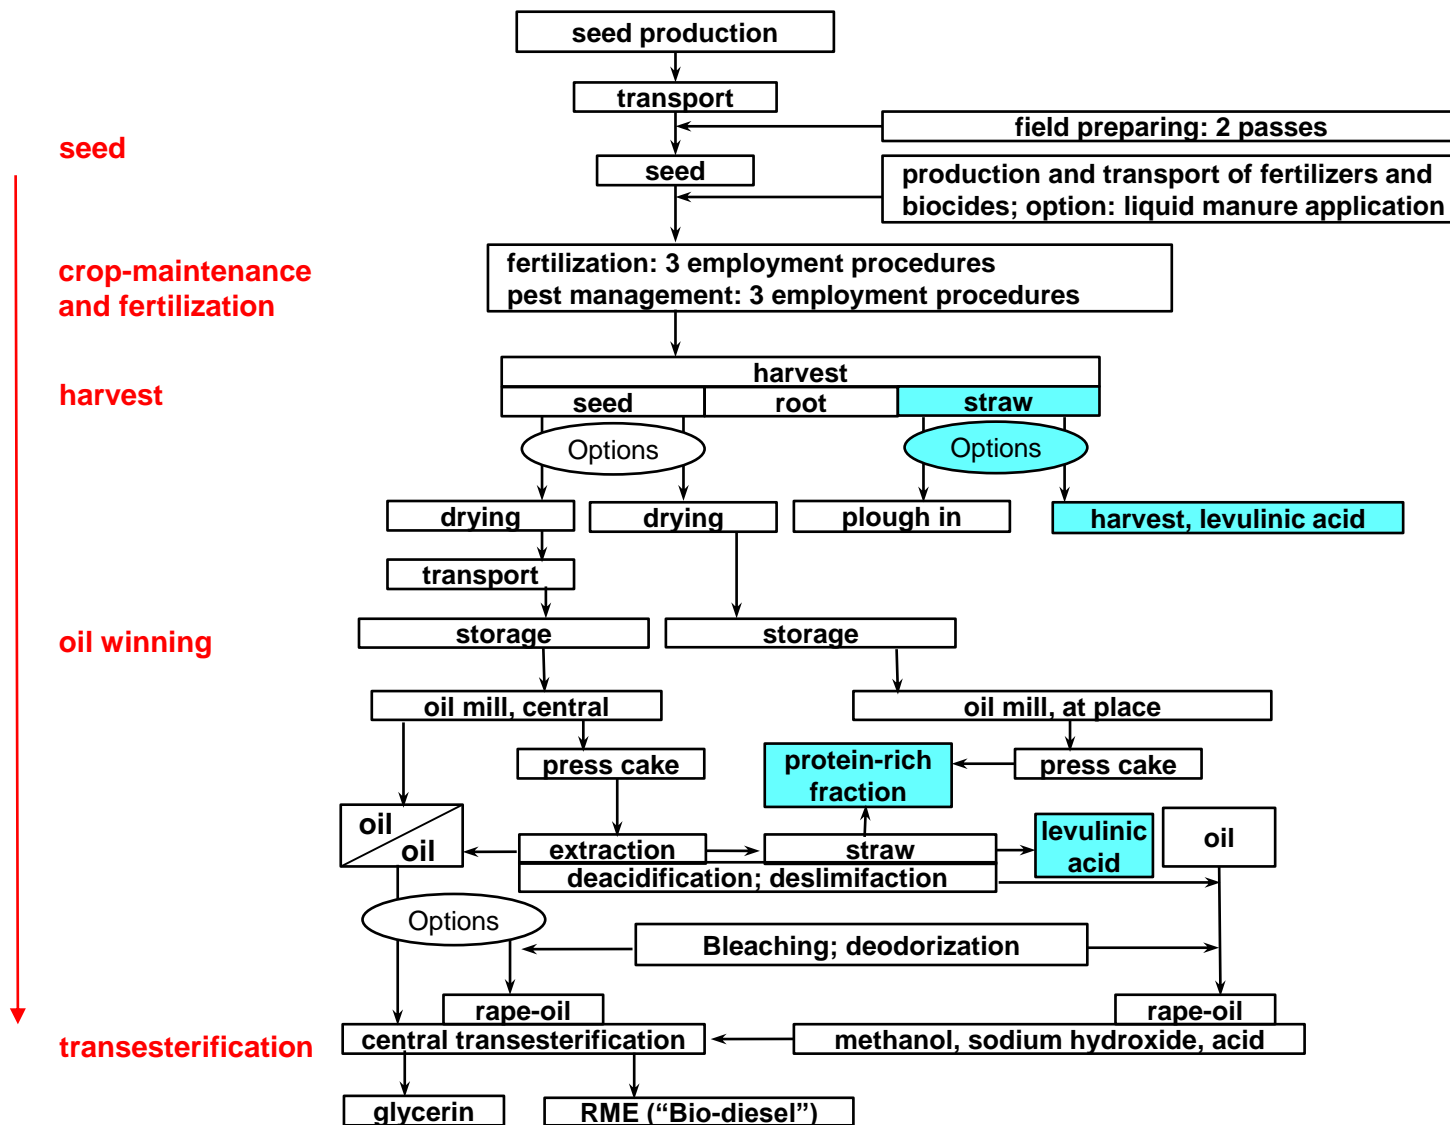 seed production
transport
field preparing: 2 passes
seed
seed
production and transport of fertilizers and
biocides; option: liquid manure application
crop-maintenance
and fertilization
fertilization: 3 employment procedures
pest management: 3 employment procedures
harvest
harvest
seed
root
straw
Options
Options
drying
drying
plough in
harvest, levulinic acid
transport
oil winning
storage
storage
oil mill, central
oil mill, at place
press cake
protein-rich
fraction
press cake
oil
oil
extraction
straw
levulinic
acid
oil
deacidification; deslimifaction
Options
Bleaching; deodorization
rape-oil
rape-oil
transesterification
central transesterification
methanol, sodium hydroxide, acid
glycerin
RME (“Bio-diesel”)